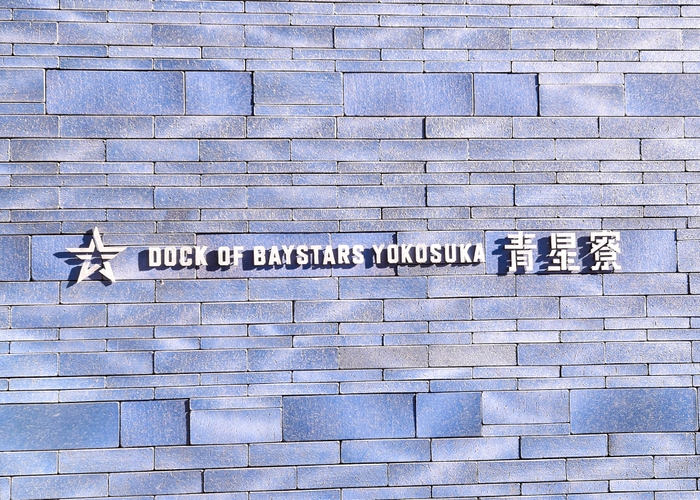 DOCK OF BAYSTARS YOKOSUKA 青星寮